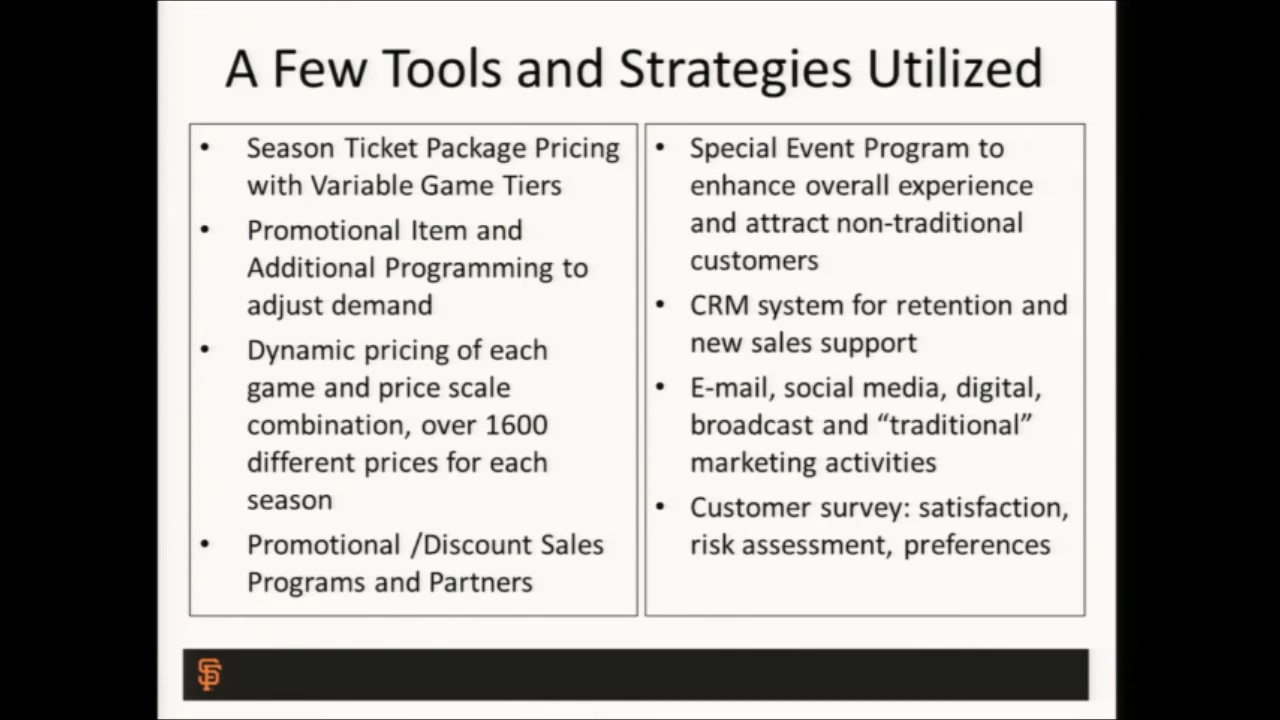 A Few Tools and Strategies Utilized
• Season Ticket Package Pricing
with Variable Game Tiers
• Promotional Item and
Additional Programming to
adjust demand
• Dynamic pricing of each
game and price scale
combination, over 1600
different prices for each
season
• Promotional /Discount Sales
Programs and Partners
• Special Event Program to
enhance overall experience
and attract non-traditional
customers
• CRM system for retention and
new sales support
• E-mail, social media, digital,
broadcast and “traditional”
marketing activities
• Customer survey: satisfaction,
risk assessment, preferences
SF